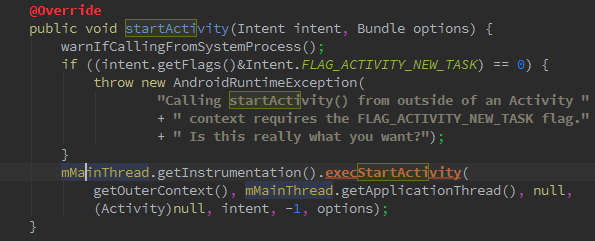 @Override
public void startActivity(Intent intent, Bundle options) {
    warnIfCallingFromSystemProcess();
    if ((intent.getFlags()&Intent.FLAG_ACTIVITY_NEW_TASK) == 0) {
        throw new AndroidRuntimeException(
                "Calling startActivity() from outside of an Activity "
                + " context requires the FLAG_ACTIVITY_NEW_TASK flag."
                + " Is this really what you want?");
    }
    mMainThread.getInstrumentation().execStartActivity(
        getOuterContext(), mMainThread.getApplicationThread(), null,
        (Activity)null, intent, -1, options);
}